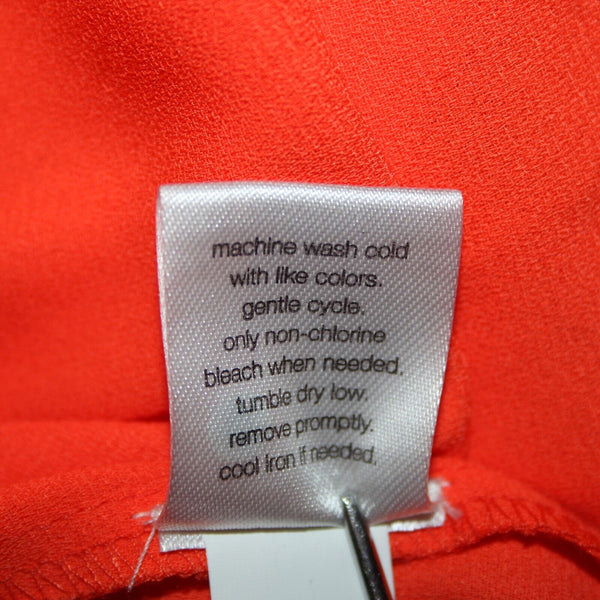 machine wash cold
with like colors.
gentle cycle.
only non-chlorine
bleach when needed.
tumble dry low.
remove promptly.
cool iron if needed.